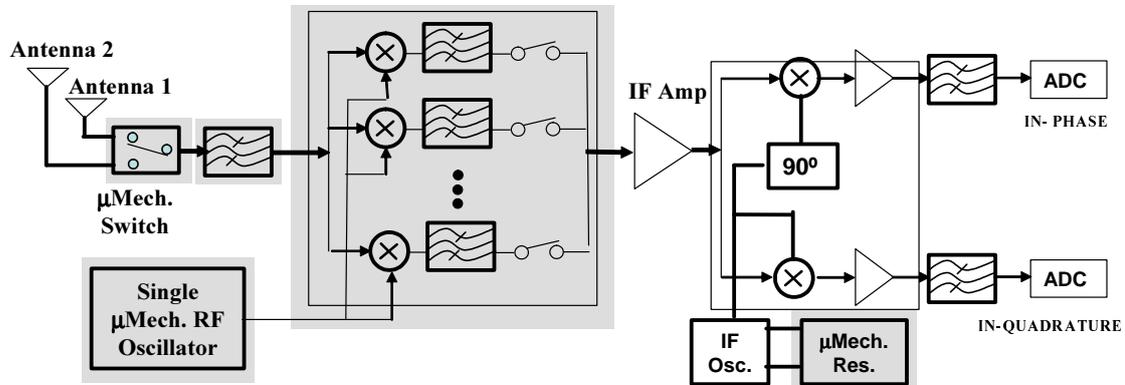 Antenna 2
Antenna 1
μMech.
Switch
Single
μMech. RF
Oscillator
IF Amp
90º
IF
Osc.
μMech.
Res.
ADC
IN- PHASE
ADC
IN-QUADRATURE